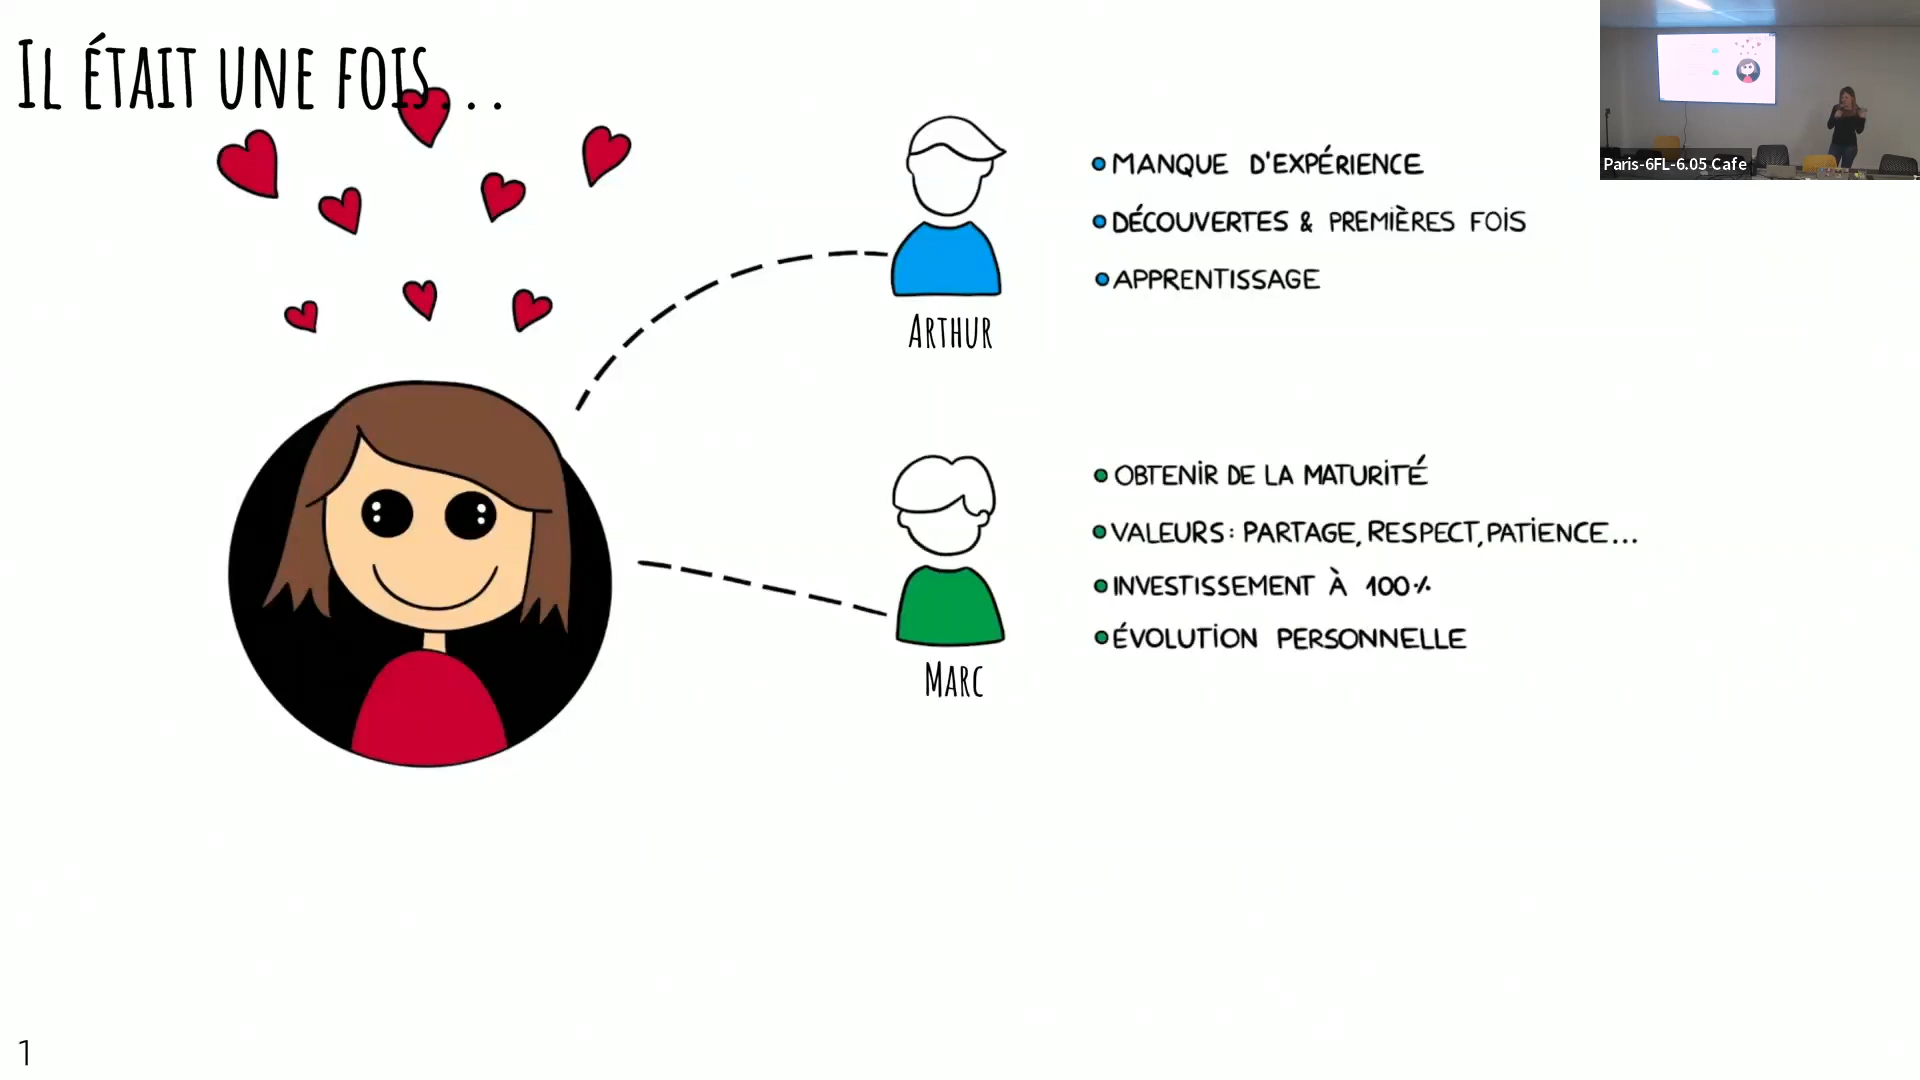 Il était une fois...
Paris-6FL-6.05 Cafe
• MANQUE D'EXPÉRIENCE
• DÉCOUVERTES & PREMIÈRES FOIS
• APPRENTISSAGE
Arthur
• OBTENIR DE LA MATURITÉ
• VALEURS: PARTAGE, RESPECT, PATIENCE...
• INVESTISSEMENT À 100%
• ÉVOLUTION PERSONNELLE
Marc
1